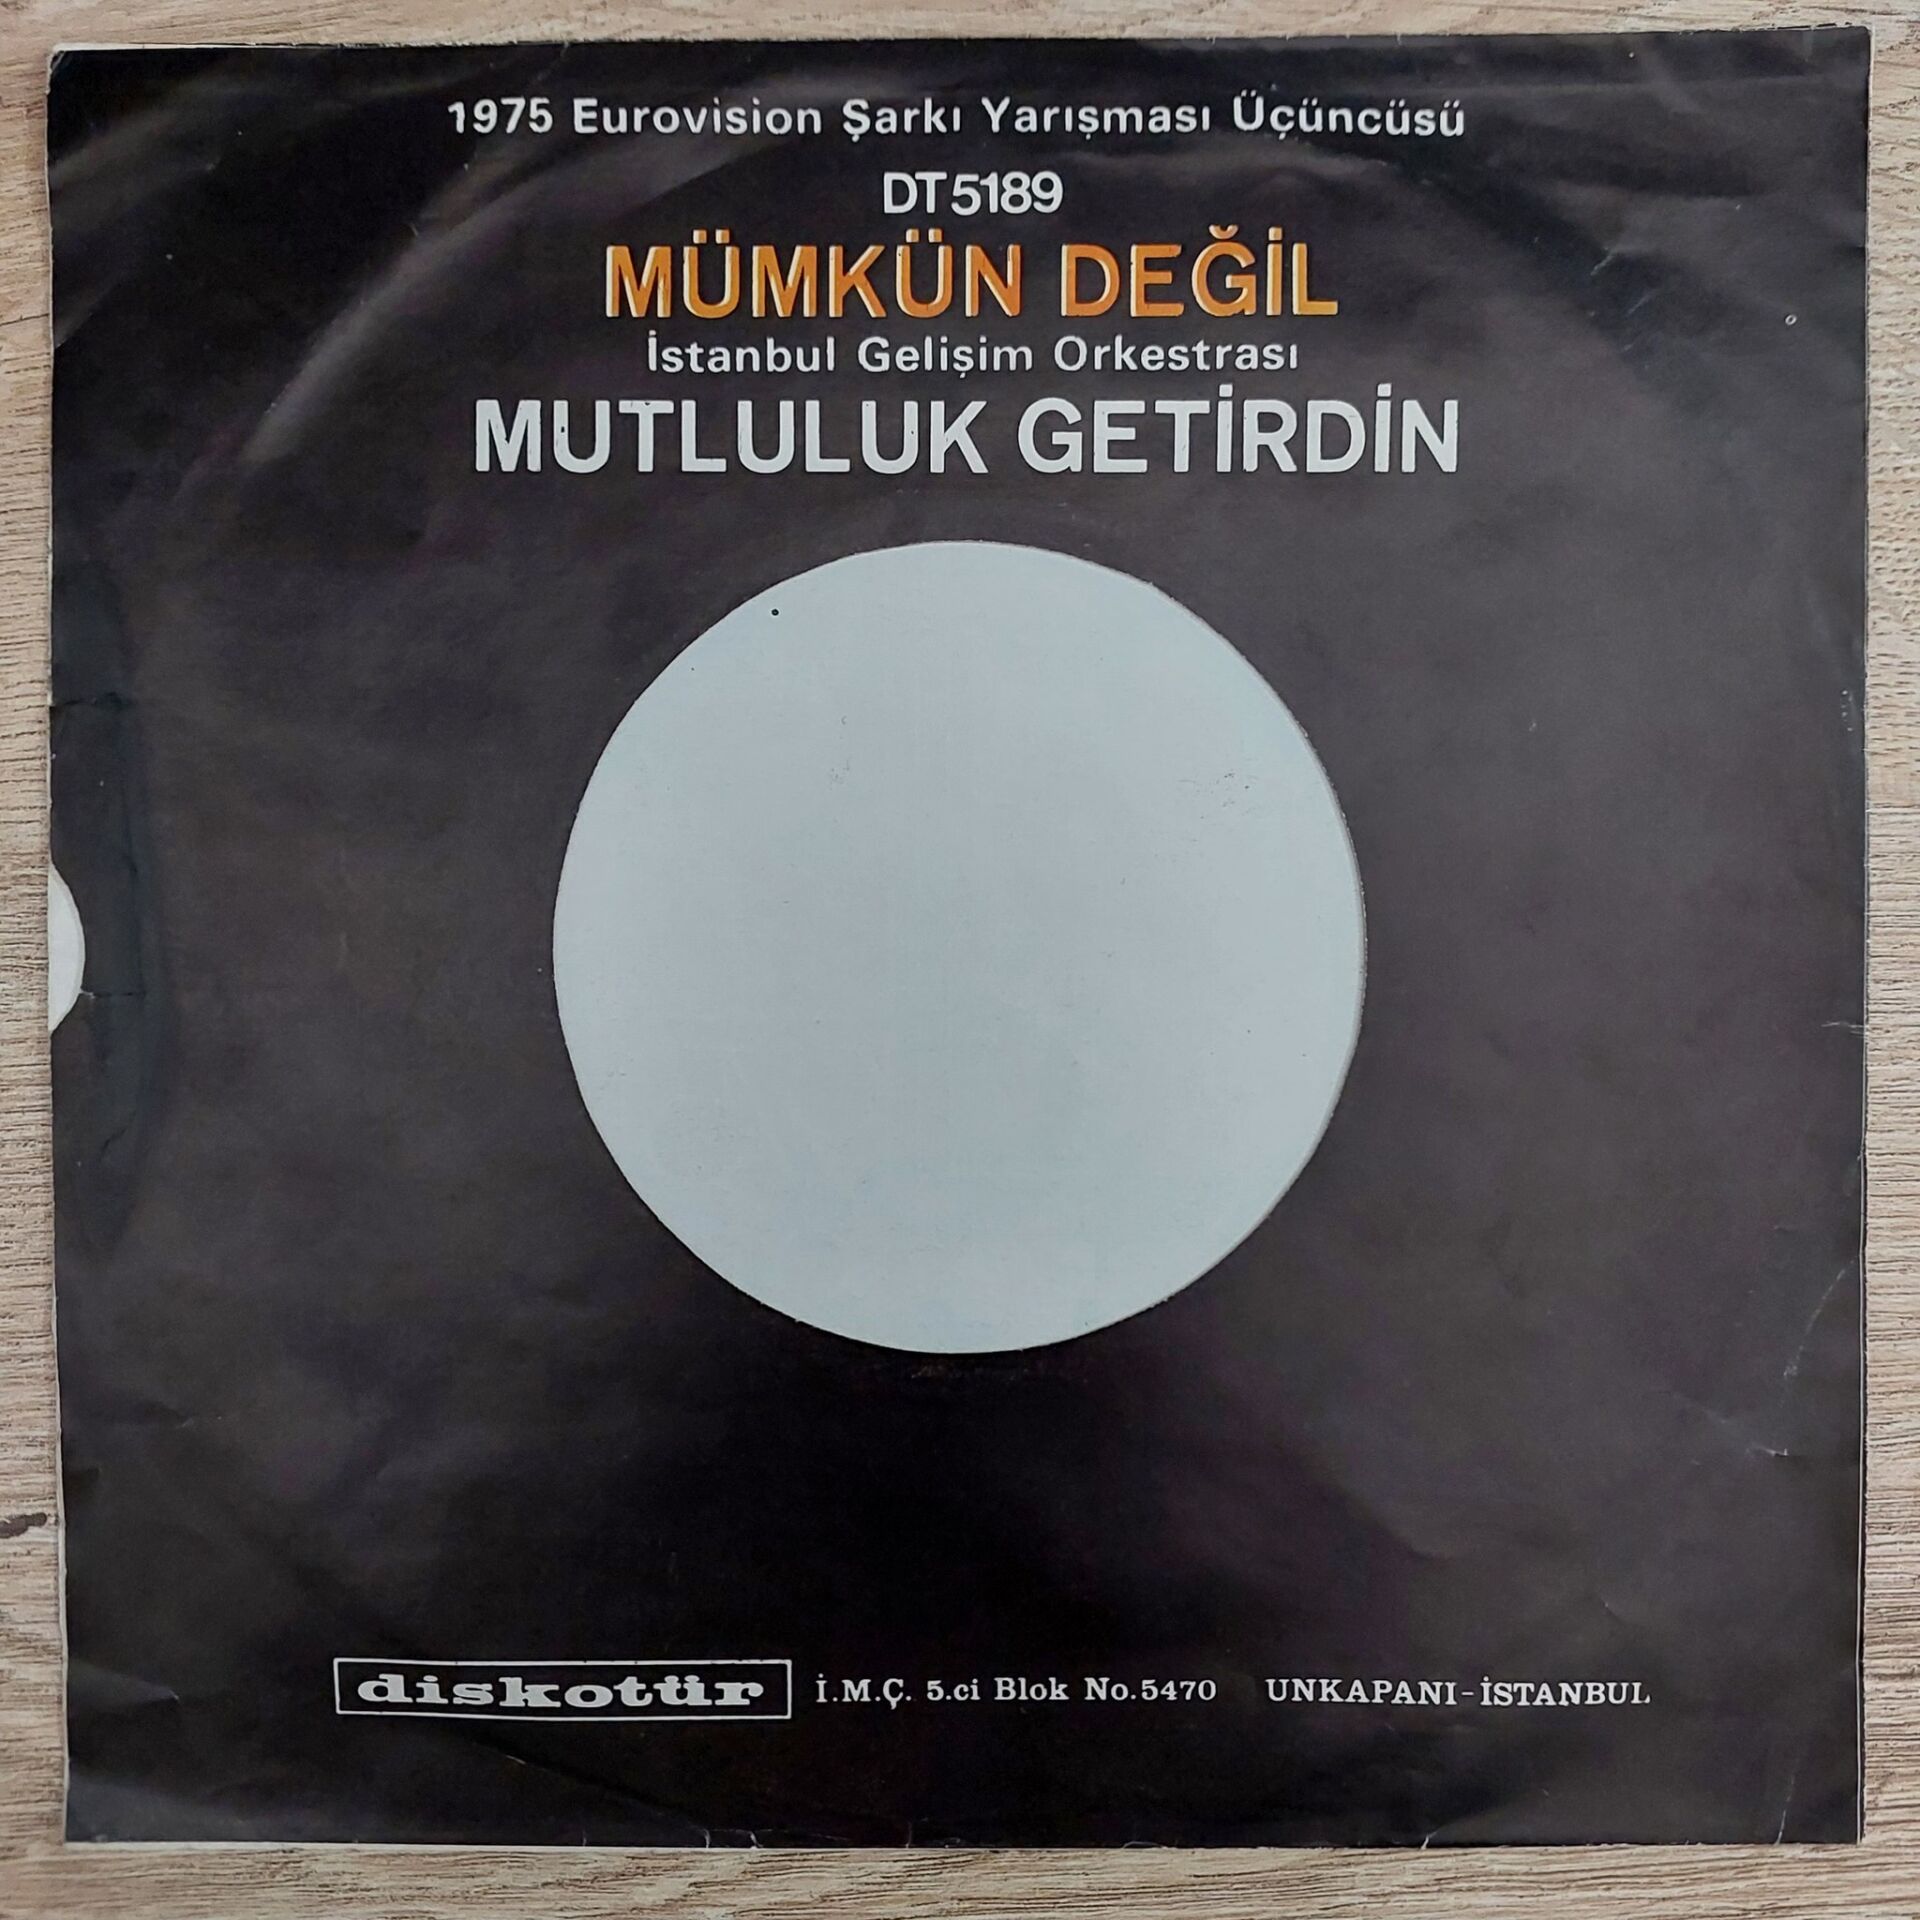 1975 Eurovision Şarkı Yarışması Üçüncüsü
DT5189
MÜMKÜN DEĞİL
İstanbul Gelişim Orkestrası
MUTLULUK GETİRDİN
diskotür İ.M.Ç. 5.ci Blok No.5470 UNKAPANI-İSTANBUL